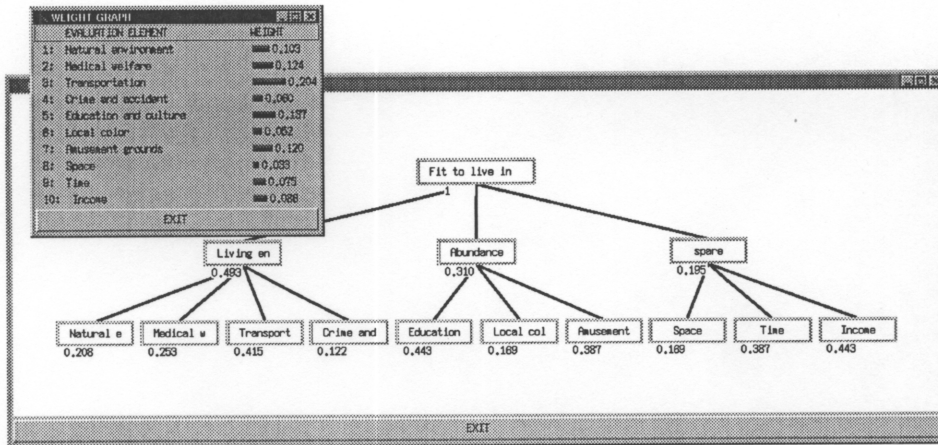 WEIGHT GRAPH
EVALUATION ELEMENT WEIGHT
1: Natural environment 0.103
2: Medical welfare 0.124
3: Transportation 0.204
4: Crime and accident 0.060
5: Education and culture 0.137
6: Local color 0.052
7: Amusement grounds 0.120
8: Space 0.033
9: Time 0.075
10: Income 0.086
EXIT
Fit to live in
1
Living en Abundance spare
0.493 0.310 0.195
Natural e Medical w Transport Crime and Education Local col Amusement Space Time Income
0.208 0.253 0.415 0.122 0.443 0.169 0.387 0.169 0.387 0.443
EXIT